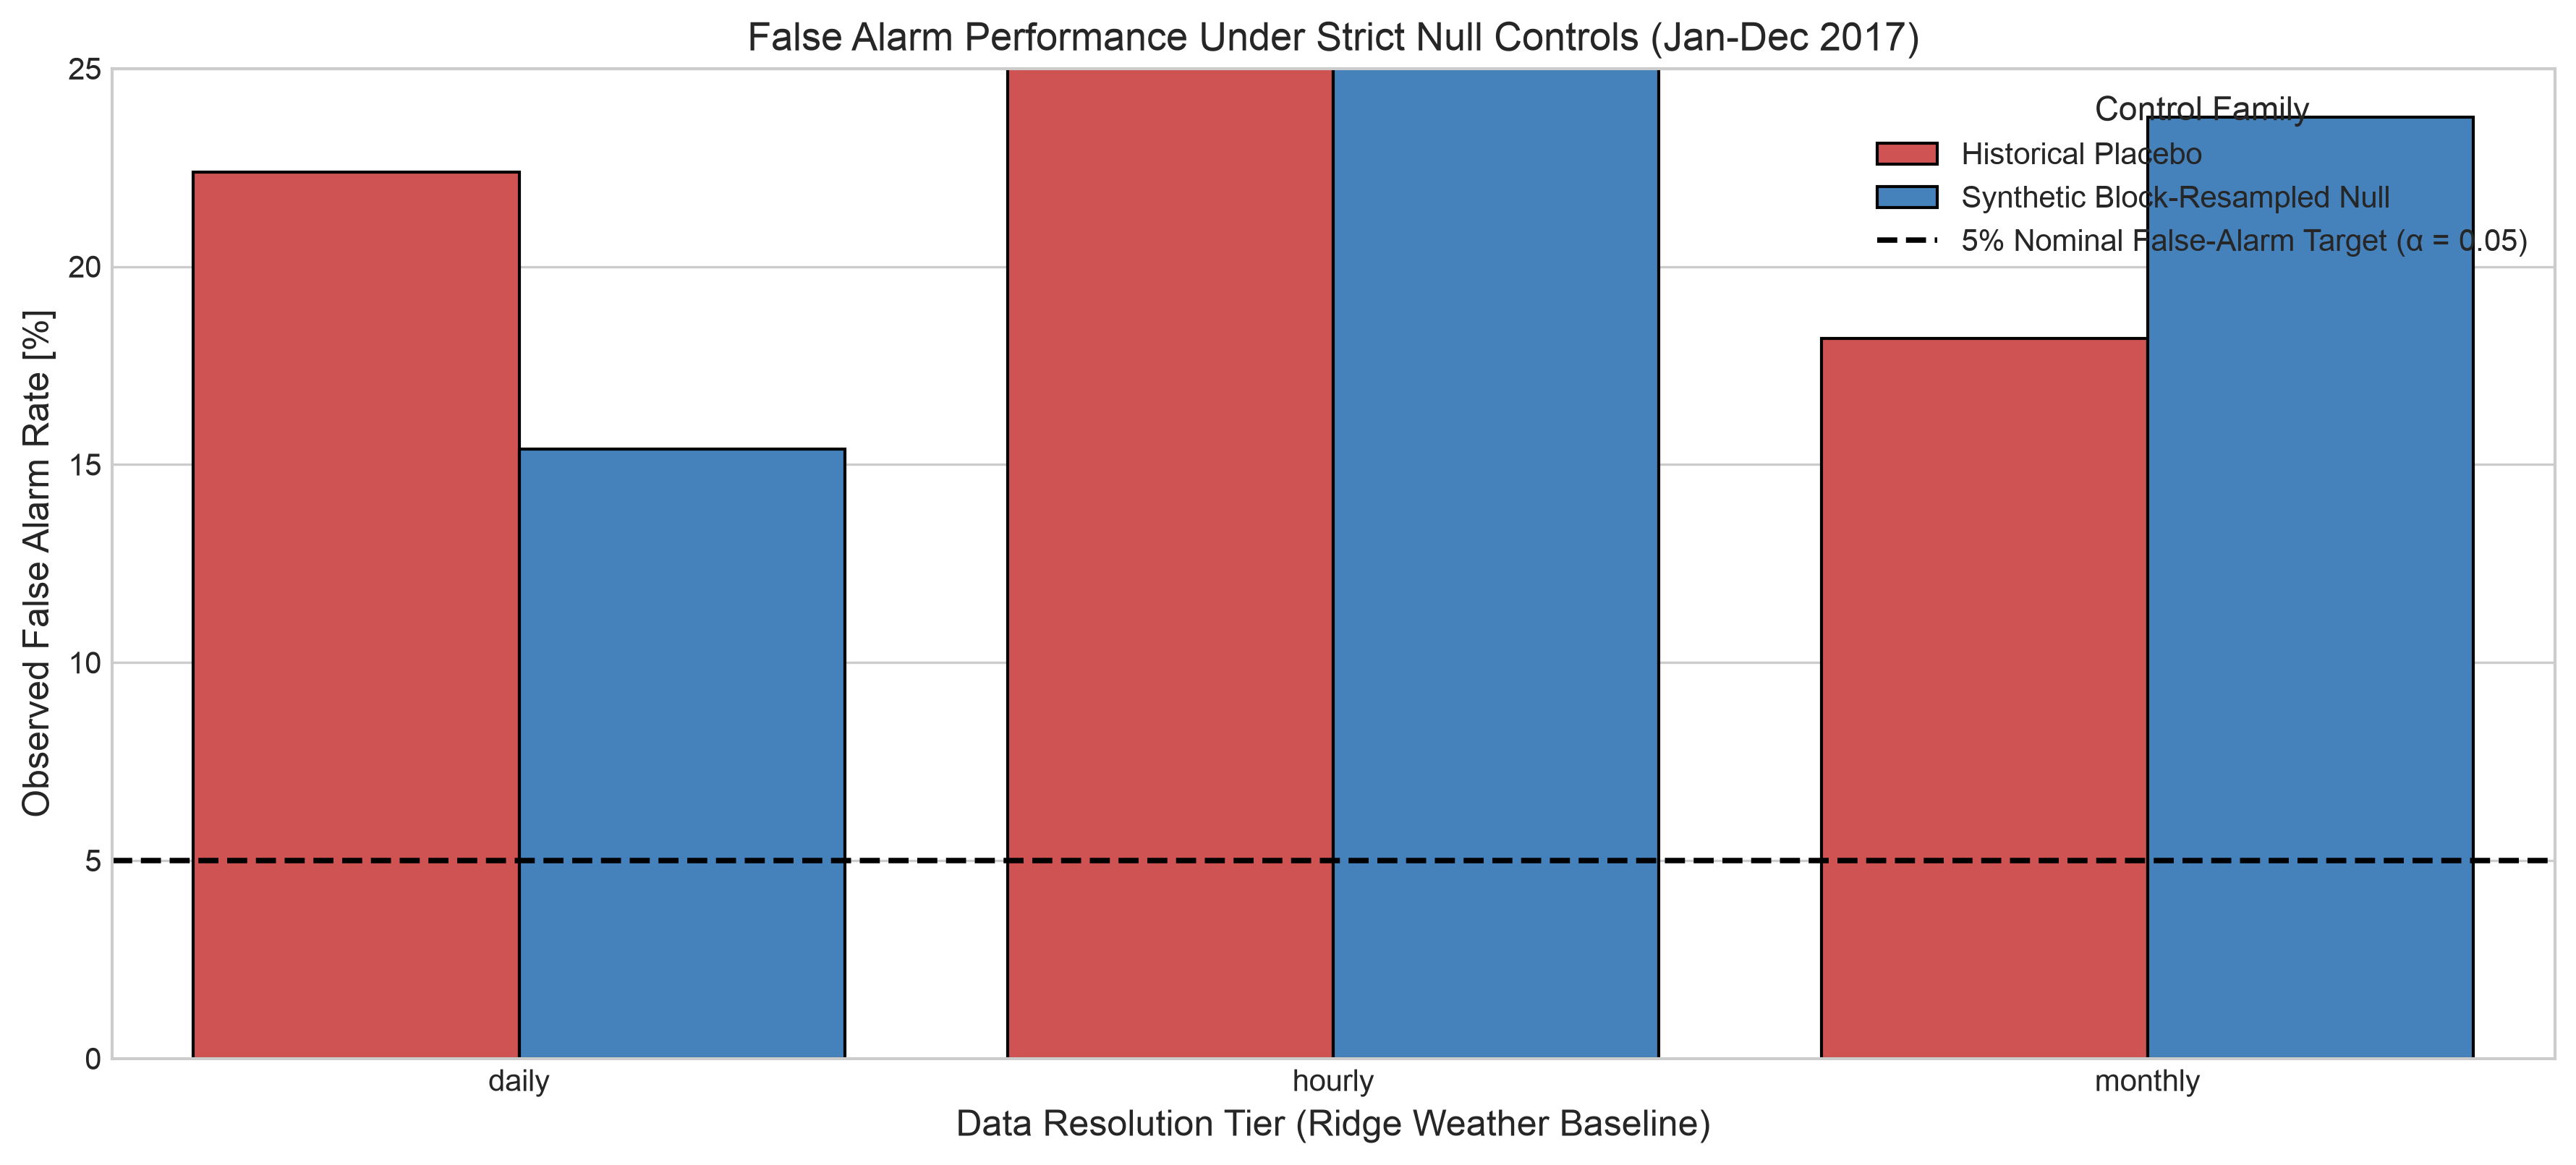 False Alarm Performance Under Strict Null Controls (Jan-Dec 2017)
Observed False Alarm Rate [%]
25
20
15
10
5
0
Control Family
Historical Placebo
Synthetic Block-Resampled Null
5% Nominal False-Alarm Target (α = 0.05)
daily
hourly
monthly
Data Resolution Tier (Ridge Weather Baseline)